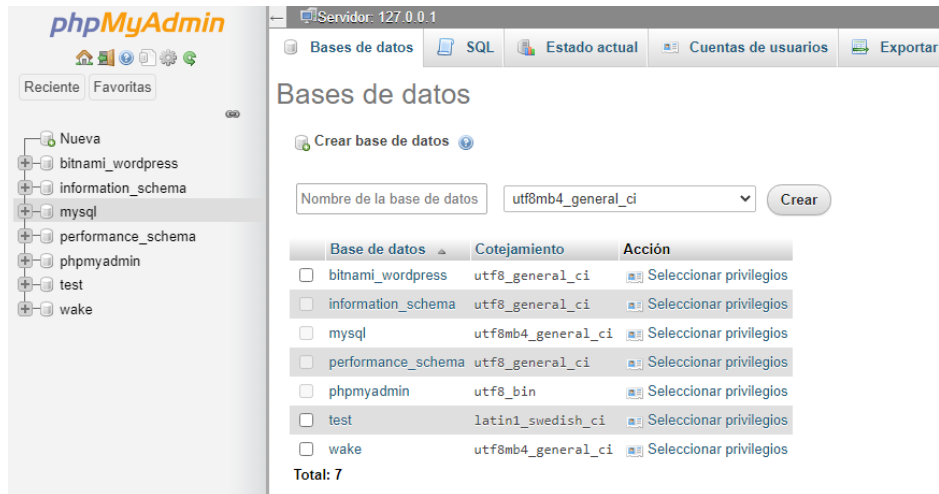 phpMyAdmin
Reciente Favoritas
Nueva
bitnami_wordpress
information_schema
mysql
performance_schema
phpmyadmin
test
wake
Servidor: 127.0.0.1
Bases de datos SQL Estado actual Cuentas de usuarios Exportar
Bases de datos
Crear base de datos
Nombre de la base de datos utf8mb4_general_ci Crear
Base de datos Cotejamiento Acción
bitnami_wordpress utf8_general_ci Seleccionar privilegios
information_schema utf8_general_ci Seleccionar privilegios
mysql utf8mb4_general_ci Seleccionar privilegios
performance_schema utf8_general_ci Seleccionar privilegios
phpmyadmin utf8_bin Seleccionar privilegios
test latin1_swedish_ci Seleccionar privilegios
wake utf8mb4_general_ci Seleccionar privilegios
Total: 7